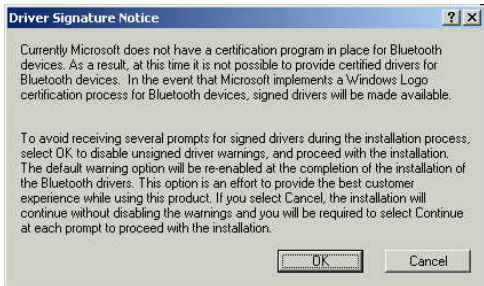 Driver Signature Notice
Currently Microsoft does not have a certification program in place for Bluetooth
devices. As a result, at this time it is not possible to provide certified drivers for
Bluetooth devices. In the event that Microsoft implements a Windows Logo
certification process for Bluetooth devices, signed drivers will be made available.
To avoid receiving several prompts for signed drivers during the installation process,
select OK to disable unsigned driver warnings, and proceed with the installation.
The default warning option will be re-enabled at the completion of the installation of
the Bluetooth drivers. This option is an effort to provide the best customer
experience while using this product. If you select Cancel, the installation will
continue without disabling the warnings and you will be required to select Continue
at each prompt to proceed with the installation.
OK Cancel